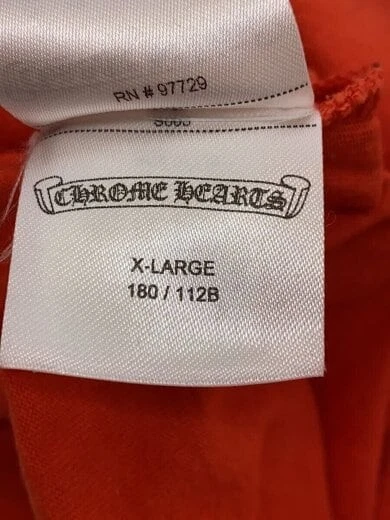 RN # 97729
CHROME HEARTS
X-LARGE
180 / 112B